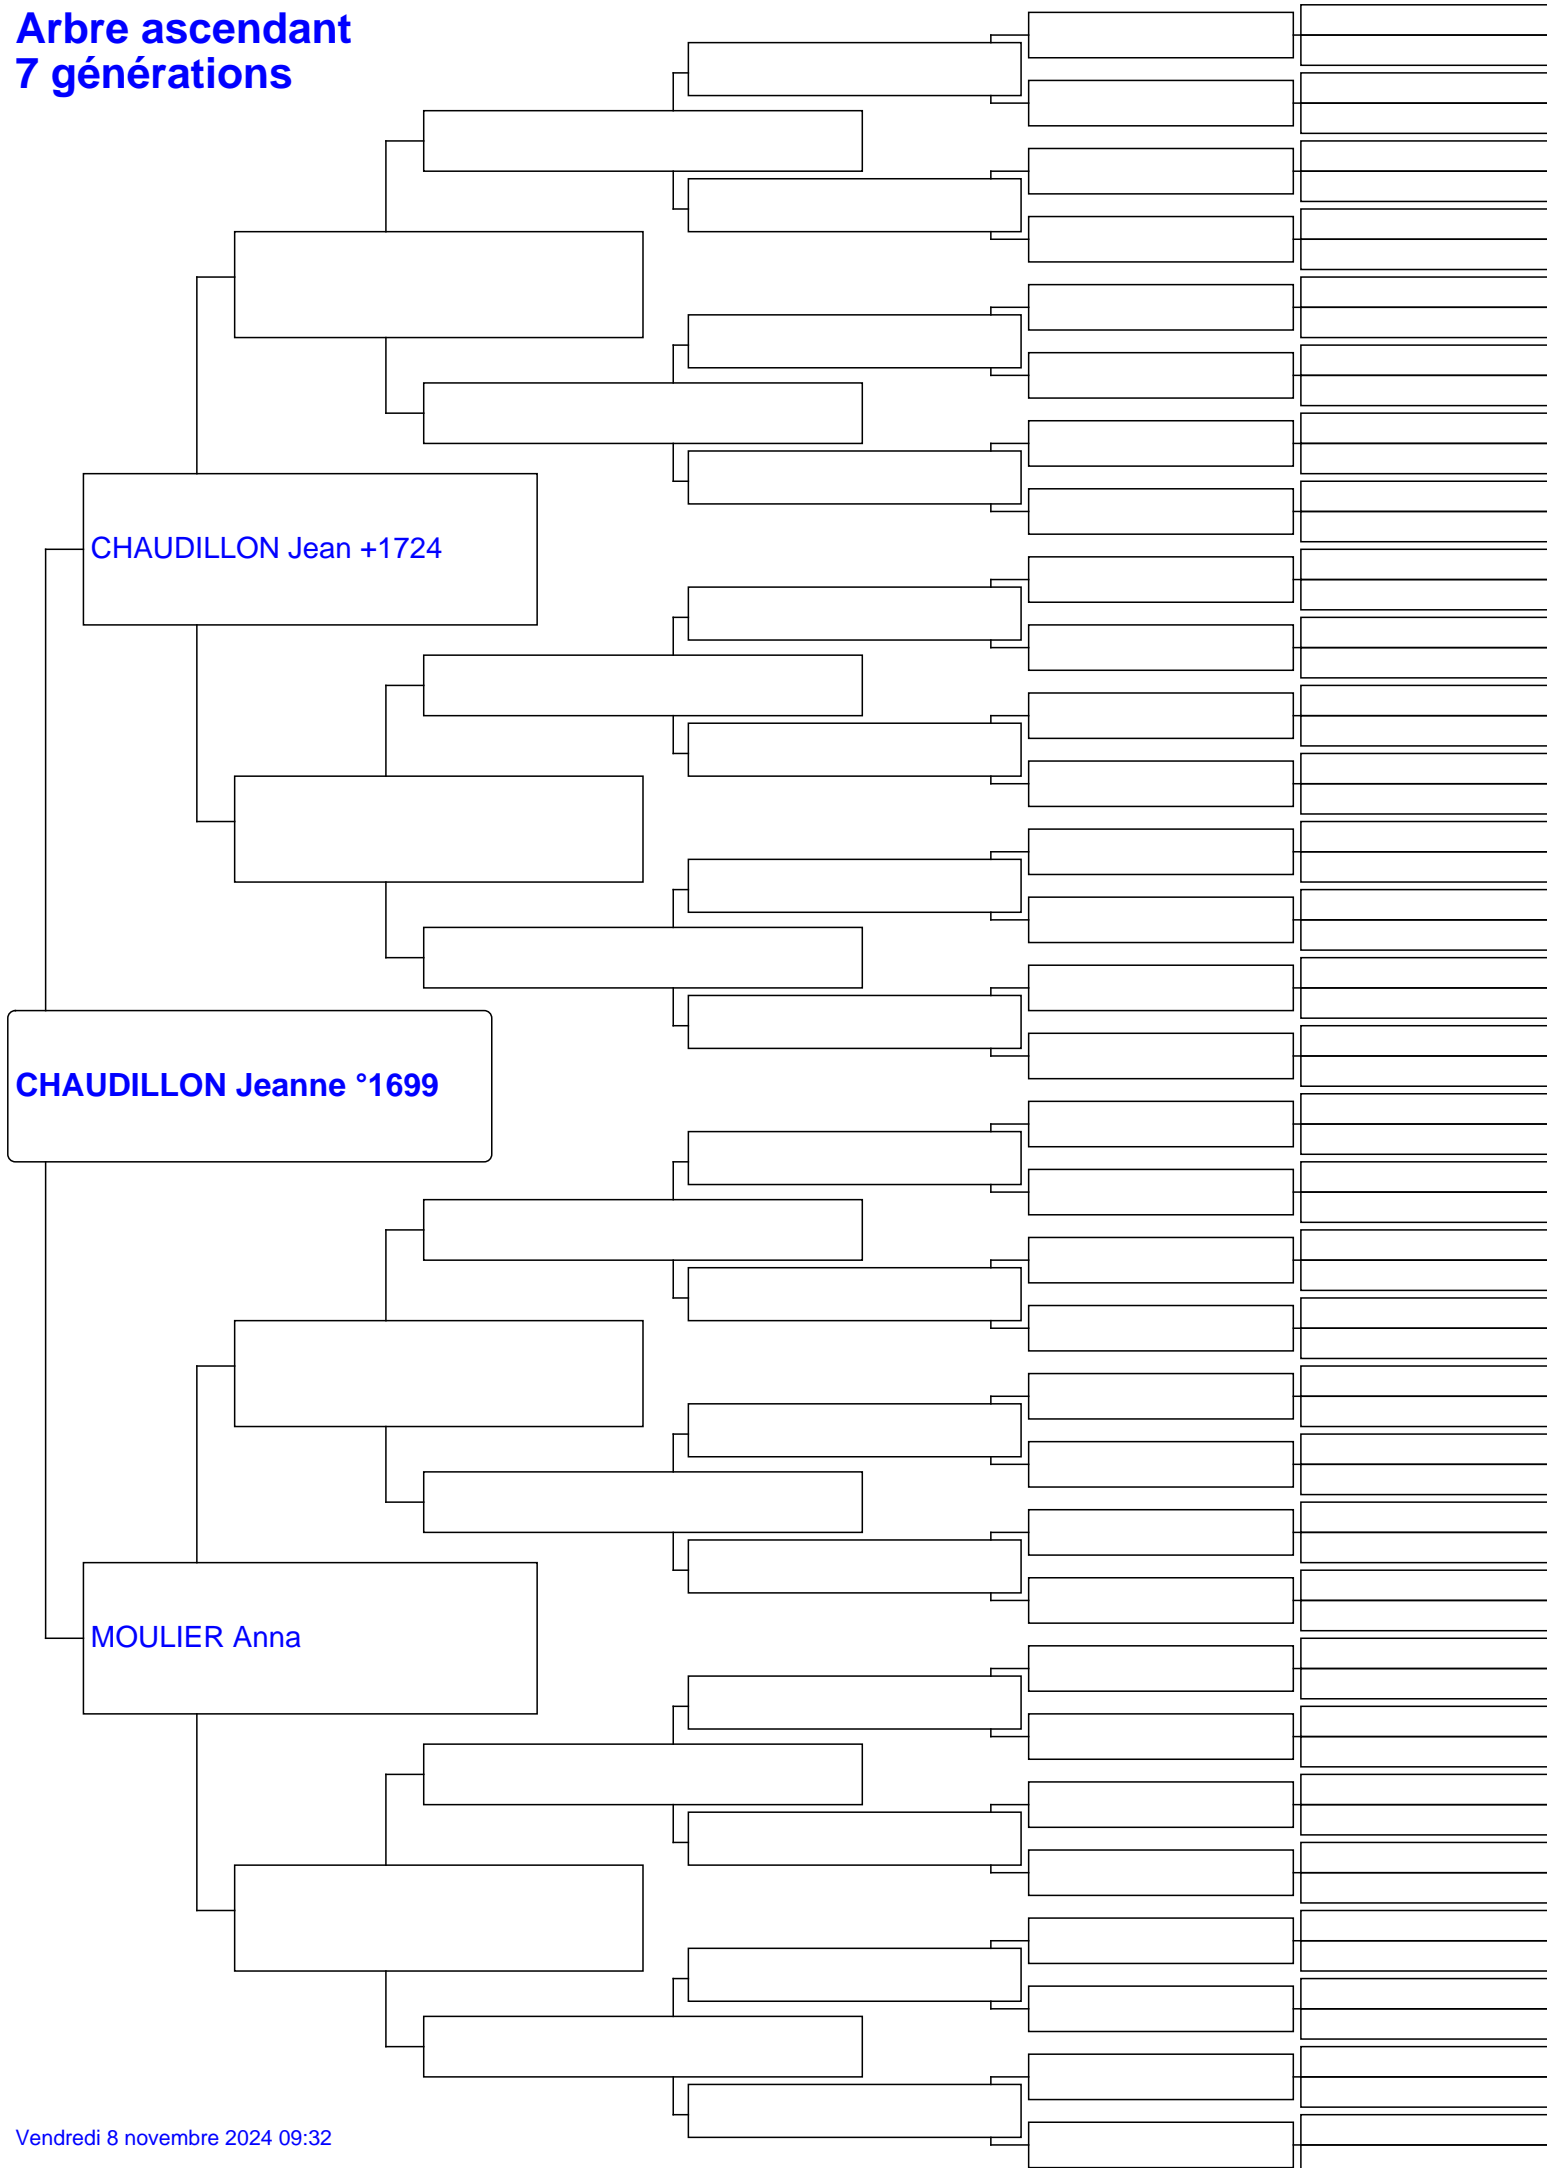 Arbre ascendant
7 générations
CHAUDILLON Jean +1724
CHAUDILLON Jeanne °1699
MOULIER Anna
Vendredi 8 novembre 2024 09:32